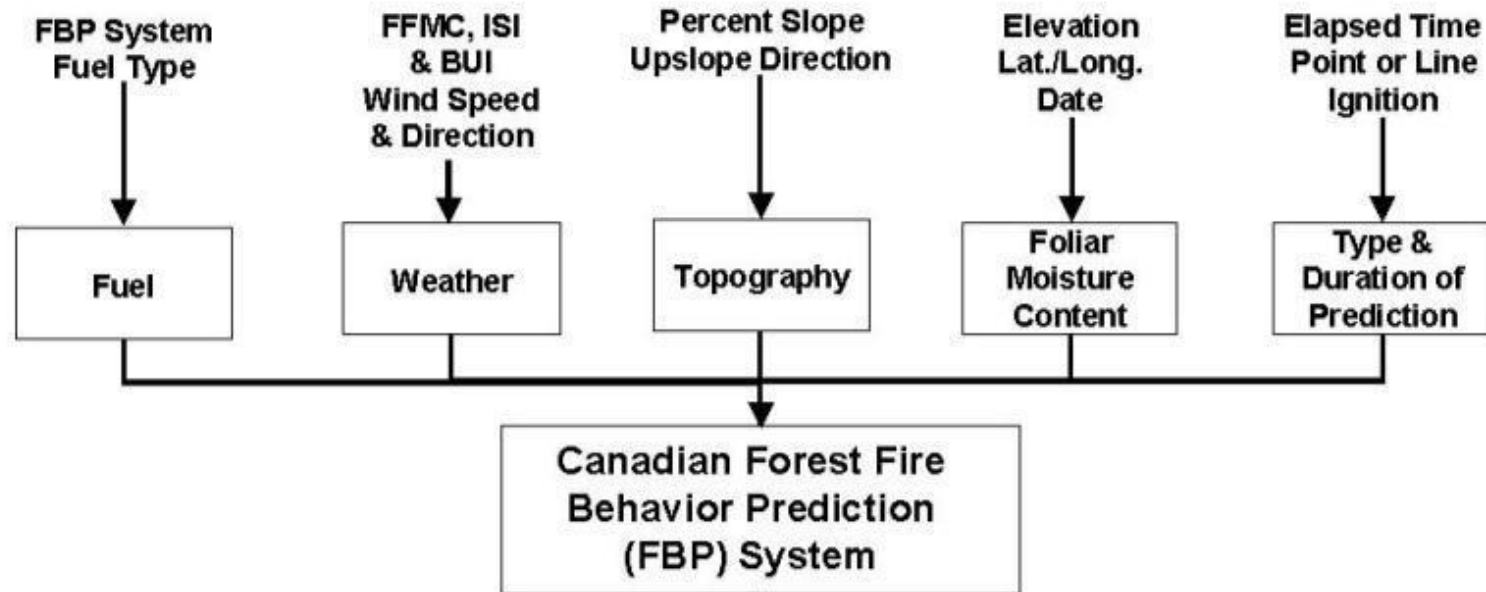 FBP System
Fuel Type
FFMC, ISI
& BUI
Wind Speed
& Direction
Percent Slope
Upslope Direction
Elevation
Lat./Long.
Date
Elapsed Time
Point or Line
Ignition
Fuel
Weather
Topography
Foliar
Moisture
Content
Type &
Duration of
Prediction
Canadian Forest Fire
Behavior Prediction
(FBP) System